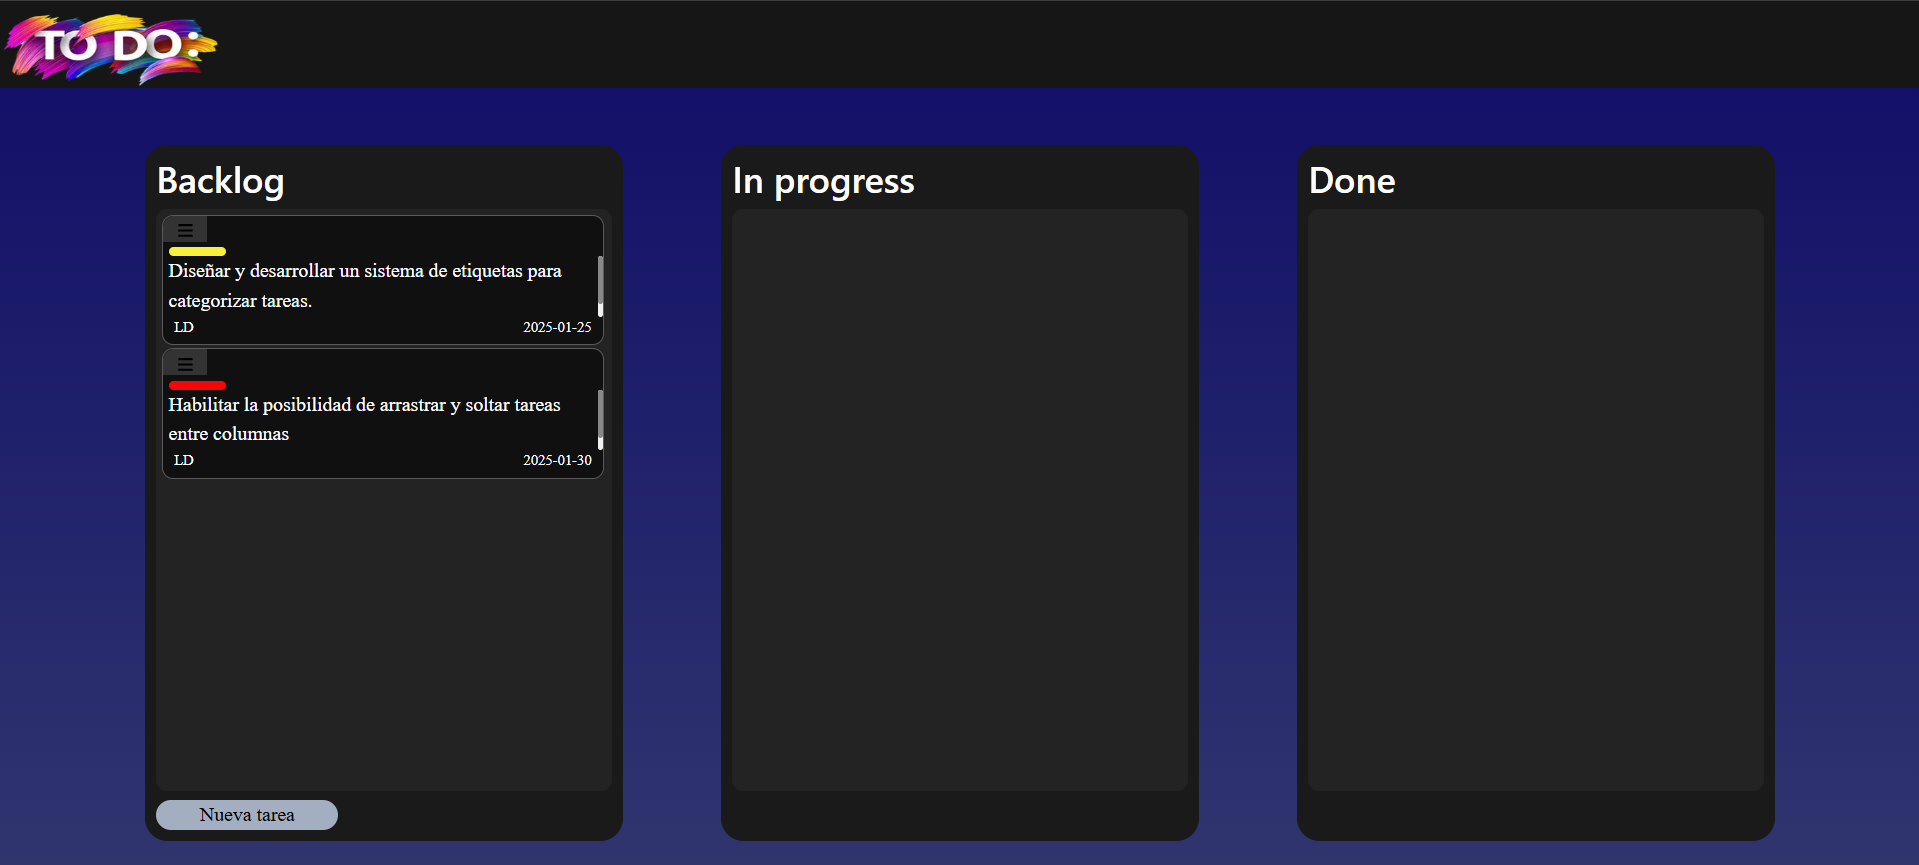 TO DO:
Backlog
Diseñar y desarrollar un sistema de etiquetas para
categorizar tareas.
LD 2025-01-25
Habilitar la posibilidad de arrastrar y soltar tareas
entre columnas
LD 2025-01-30
Nueva tarea
In progress
Done